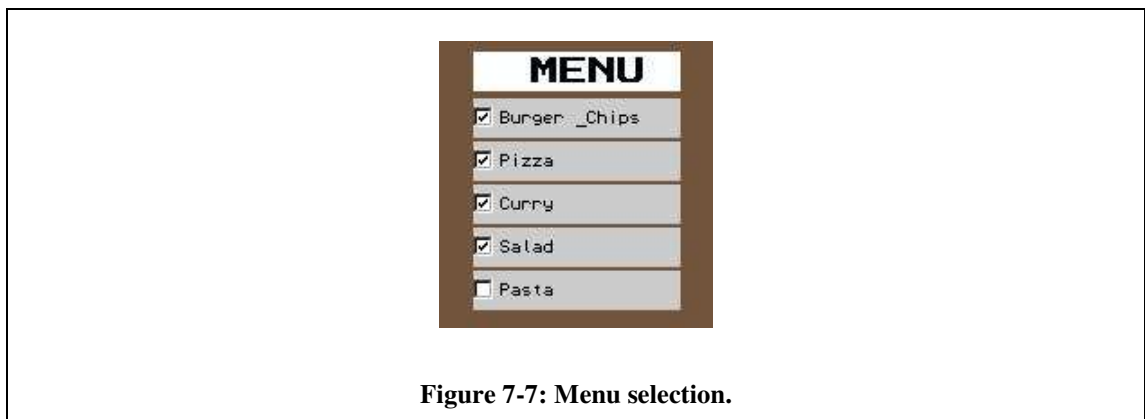 MENU
Burger _Chips
Pizza
Curry
Salad
Pasta
Figure 7-7: Menu selection.